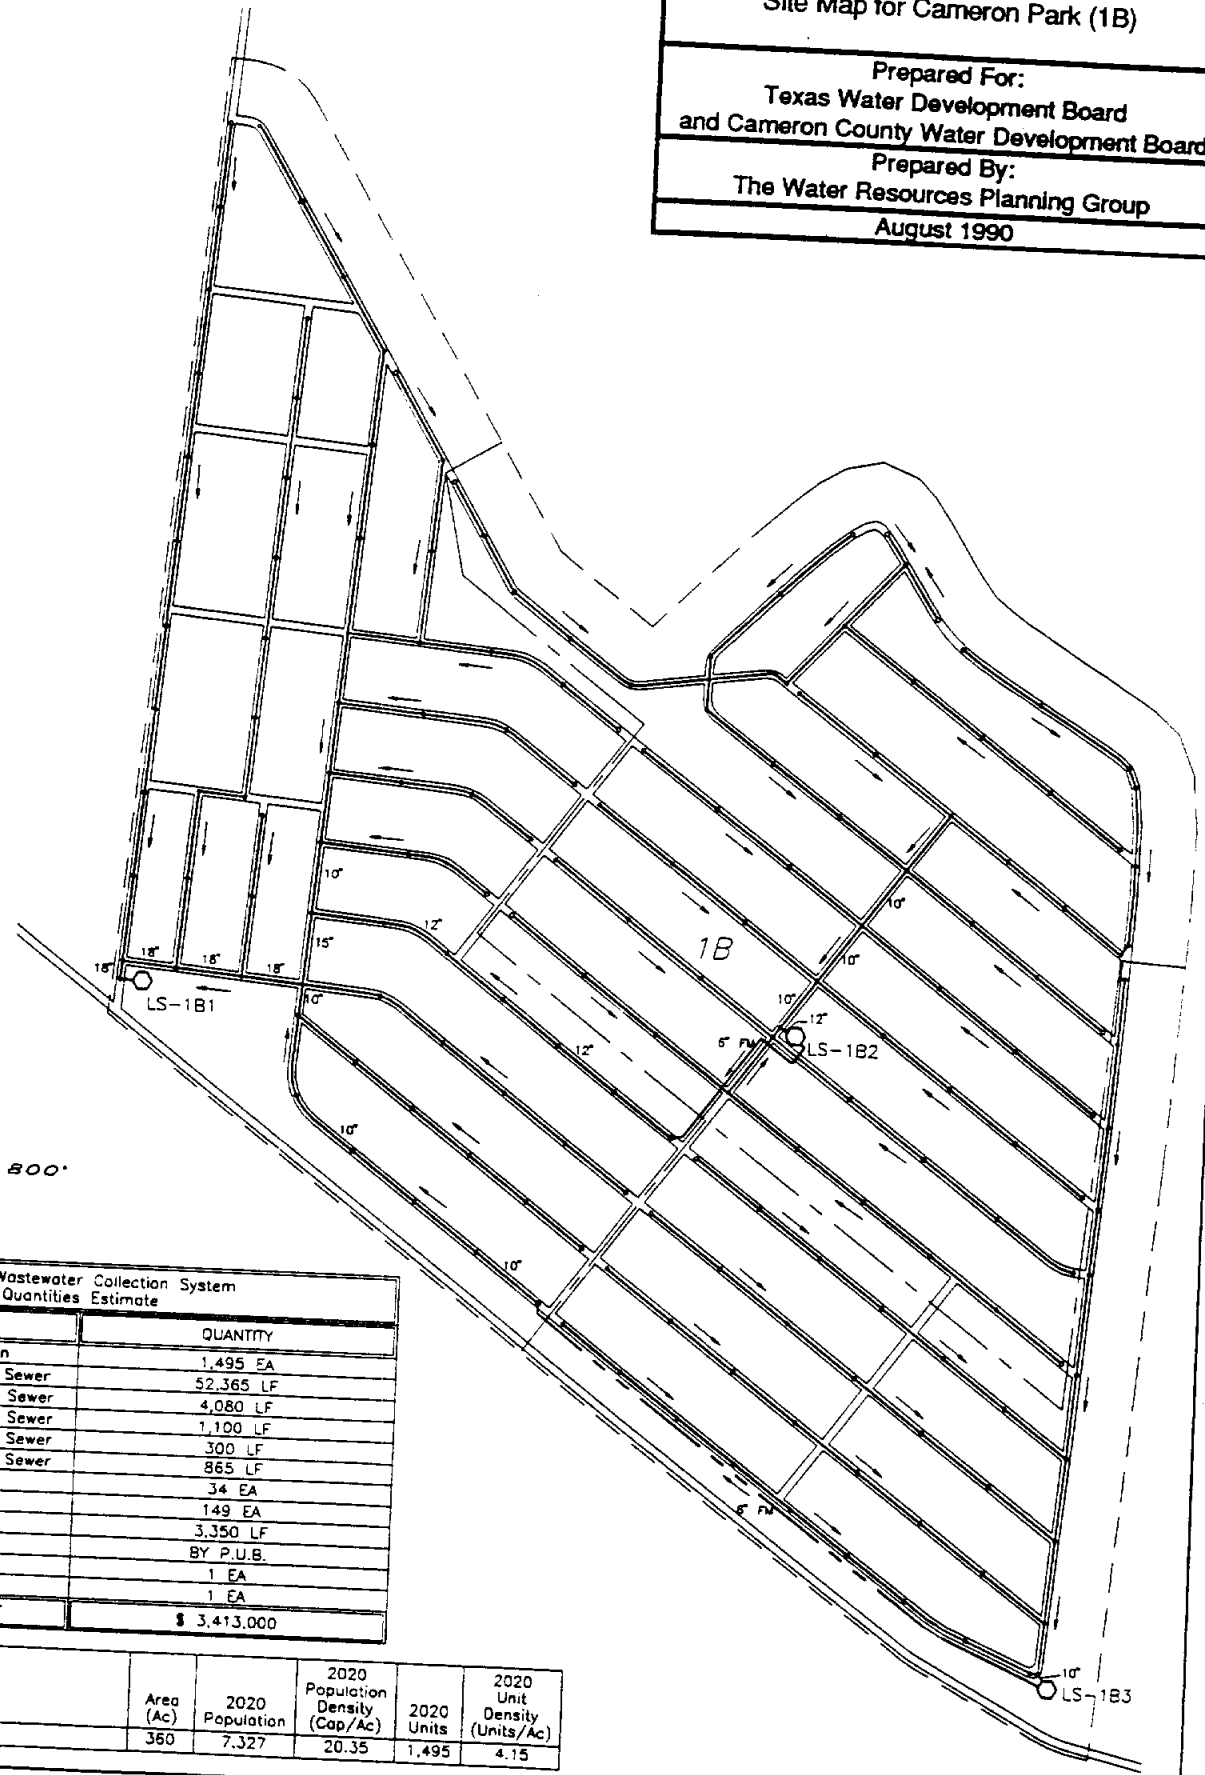 Site Map for Cameron Park (1B)
Prepared For:
Texas Water Development Board
and Cameron County Water Development Board
Prepared By:
The Water Resources Planning Group
August 1990
10"
10"
15"
12"
1B
10"
18"
18"
18"
18"
LS-1B1
10"
10"
12"
6" FM
LS-1B2
12"
10"
800'
10"
Wastewater Collection System
Quantities Estimate
QUANTITY
n 1,495 EA
Sewer 52,365 LF
Sewer 4,080 LF
Sewer 1,100 LF
Sewer 300 LF
Sewer 865 LF
34 EA
149 EA
3,350 LF
BY P.U.B.
1 EA
1 EA
$ 3,413,000
6" FM
10"
LS-1B3
Area (Ac) 2020 Population 2020 Population Density (Cap/Ac) 2020 Units 2020 Unit Density (Units/Ac)
360 7,327 20.35 1,495 4.15